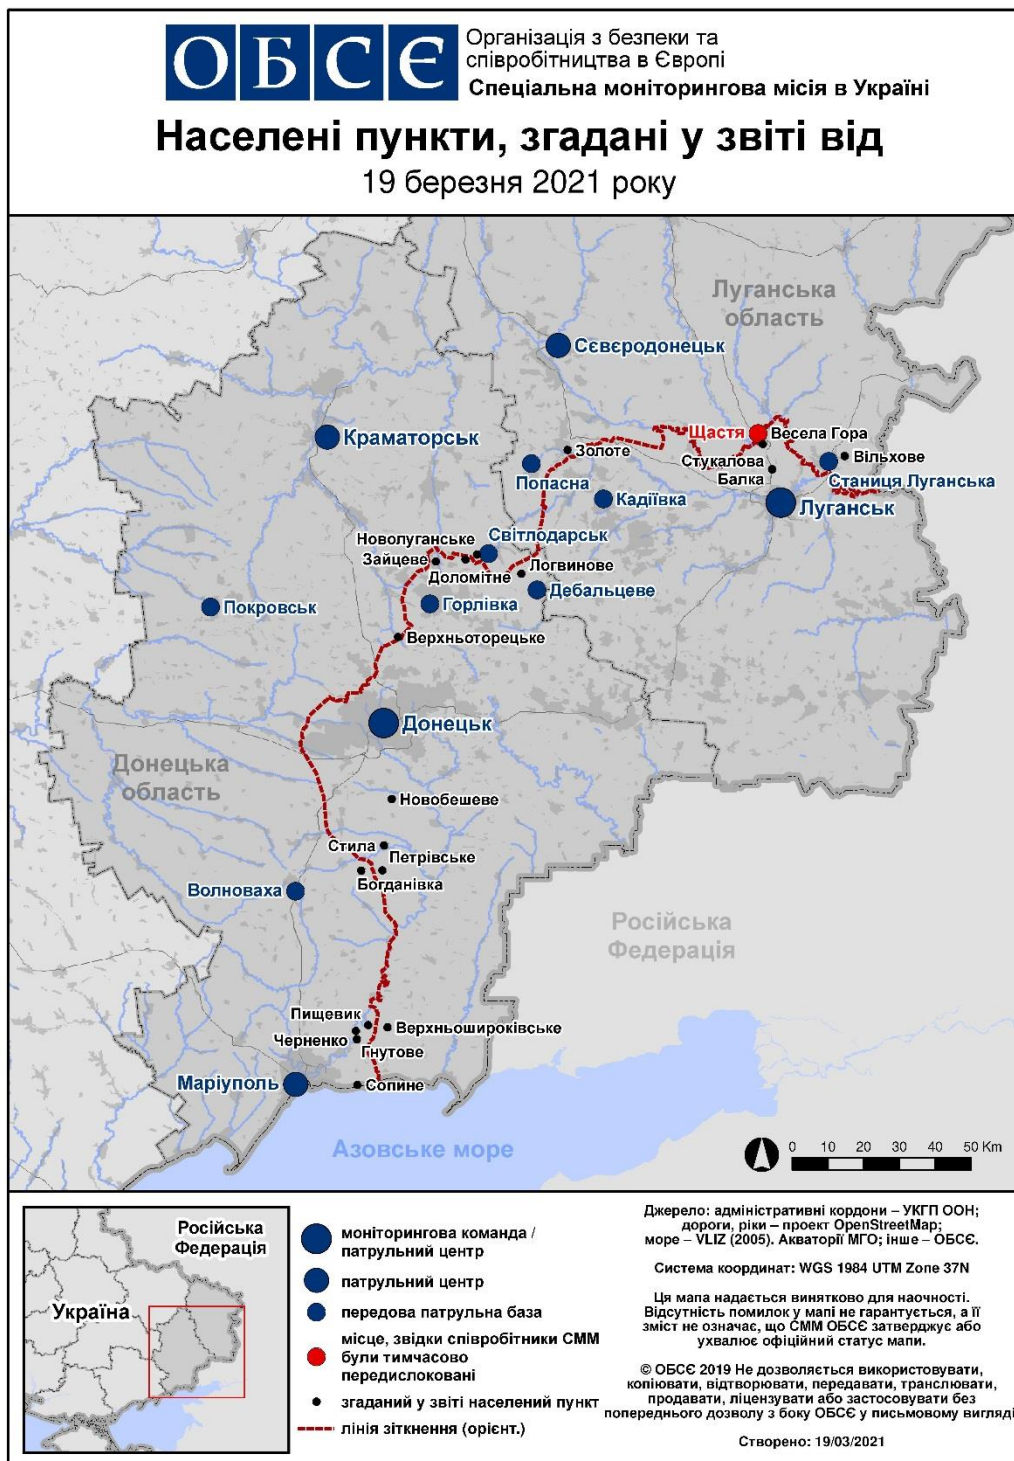 ОБСЄ
Організація з безпеки та
співробітництва в Європі
Спеціальна моніторингова місія в Україні
Населені пункти, згадані у звіті від
19 березня 2021 року
Луганська
область
Сєвєродонецьк
Щастя
Весела Гора
Краматорськ
Золоте
Стукалова
Балка
Вільхове
Станиця Луганська
Попасна
Кадіївка
Луганськ
Новолуганське
Світлодарськ
Зайцеве
Доломітне
Логвинове
Дебальцеве
Покровськ
Горлівка
Верхньоторецьке
Донецьк
Донецька
область
Новобешеве
Стила
Петрівське
Богданівка
Волноваха
Російська
Федерація
Пищевик
Верхньошироківське
Черненко
Гнутове
Маріуполь
Сопине
Азовське море
0 10 20 30 40 50 Km
Російська
Федерація
Україна
моніторингова команда /
патрульний центр
патрульний центр
передова патрульна база
місце, звідки співробітники СММ
були тимчасово
передислоковані
згаданий у звіті населений пункт
лінія зіткнення (орієнт.)
Джерело: адміністративні кордони – УКГП ООН;
дороги, ріки – проект OpenStreetMap;
море – VLIZ (2005). Акваторії МГО; інше – ОБСЄ.
Система координат: WGS 1984 UTM Zone 37N
Ця мапа надається винятково для наочності.
Відсутність помилок у мапі не гарантується, а її
зміст не означає, що СММ ОБСЄ затверджує або
ухвалює офіційний статус мапи.
© ОБСЄ 2019 Не дозволяється використовувати,
копіювати, відтворювати, передавати, транслювати,
продавати, ліцензувати або застосовувати без
попереднього дозволу з боку ОБСЄ у письмовому вигляді
Створено: 19/03/2021